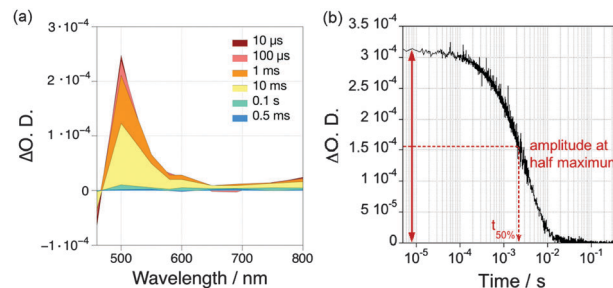 (a)
10 µs
100 µs
1 ms
10 ms
0.1 s
0.5 ms
2·10⁻⁴
1·10⁻⁴
0
−1·10⁻⁴
ΔO. D.
500
600
700
800
Wavelength / nm
(b)
3.5 10⁻⁴
3 10⁻⁴
2.5 10⁻⁴
2 10⁻⁴
1.5 10⁻⁴
1 10⁻⁴
5 10⁻⁵
0
ΔO. D.
amplitude at
half maximum
t50%
10⁻⁵
10⁻⁴
10⁻³
10⁻²
10⁻¹
Time / s